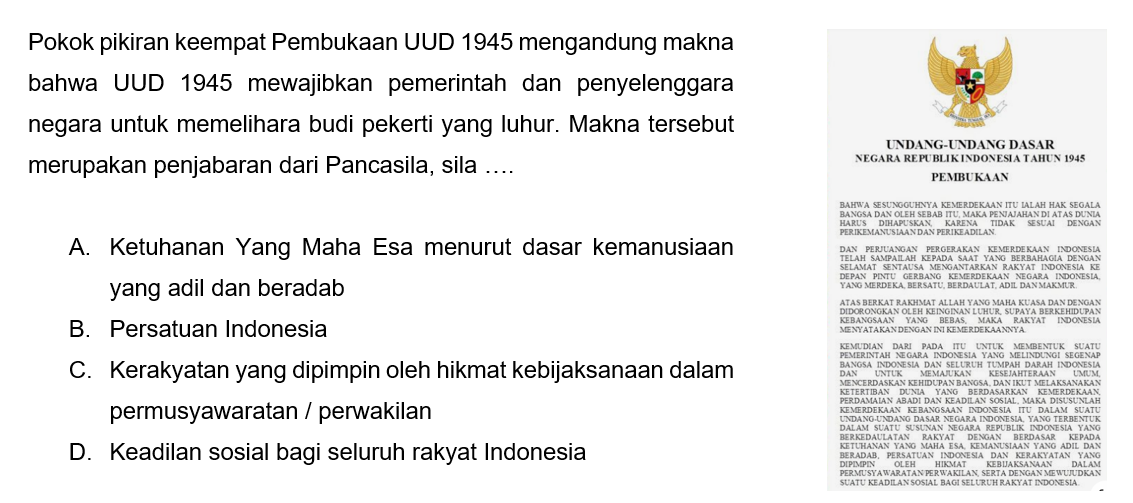 Pokok pikiran keempat Pembukaan UUD 1945 mengandung makna
bahwa UUD 1945 mewajibkan pemerintah dan penyelenggara
negara untuk memelihara budi pekerti yang luhur. Makna tersebut
merupakan penjabaran dari Pancasila, sila ….
A. Ketuhanan Yang Maha Esa menurut dasar kemanusiaan
yang adil dan beradab
B. Persatuan Indonesia
C. Kerakyatan yang dipimpin oleh hikmat kebijaksanaan dalam
permusyawaratan / perwakilan
D. Keadilan sosial bagi seluruh rakyat Indonesia
UNDANG-UNDANG DASAR
NEGARA REPUBLIK INDONESIA TAHUN 1945
PEMBUKAAN
BAHWA SESUNGGUHNYA KEMERDEKAAN ITU IALAH HAK SEGALA
BANGSA DAN OLEH SEBAB ITU, MAKA PENJAJAHAN DI ATAS DUNIA
HARUS DIHAPUSKAN, KARENA TIDAK SESUAI DENGAN
PERIKEMANUSIAAN DAN PERIKEADILAN.
DAN PERJUANGAN PERGERAKAN KEMERDEKAAN INDONESIA
TELAH SAMPAILAH KEPADA SAAT YANG BERBAHAGIA DENGAN
SELAMAT SENTAUSA MENGANTARKAN RAKYAT INDONESIA KE
DEPAN PINTU GERBANG KEMERDEKAAN NEGARA INDONESIA,
YANG MERDEKA, BERSATU, BERDAULAT, ADIL DAN MAKMUR.
ATAS BERKAT RAKHMAT ALLAH YANG MAHA KUASA DAN DENGAN
DIDORONGKAN OLEH KEINGINAN LUHUR, SUPAYA BERKEHIDUPAN
KEBANGSAAN YANG BEBAS, MAKA RAKYAT INDONESIA
MENYATAKAN DENGAN INI KEMERDEKAANNYA.
KEMUDIAN DARI PADA ITU UNTUK MEMBENTUK SUATU
PEMERINTAH NEGARA INDONESIA YANG MELINDUNGI SEGENAP
BANGSA INDONESIA DAN SELURUH TUMPAH DARAH INDONESIA
DAN UNTUK MEMAJUKAN KESEJAHTERAAN UMUM,
MENCERDASKAN KEHIDUPAN BANGSA, DAN IKUT MELAKSANAKAN
KETERTIBAN DUNIA YANG BERDASARKAN KEMERDEKAAN,
PERDAMAIAN ABADI DAN KEADILAN SOSIAL, MAKA DISUSUNLAH
KEMERDEKAAN KEBANGSAAN INDONESIA ITU DALAM SUATU
UNDANG-UNDANG DASAR NEGARA INDONESIA, YANG TERBENTUK
DALAM SUATU SUSUNAN NEGARA REPUBLIK INDONESIA YANG
BERKEDAULATAN RAKYAT DENGAN BERDASAR KEPADA
KETUHANAN YANG MAHA ESA, KEMANUSIAAN YANG ADIL DAN
BERADAB, PERSATUAN INDONESIA DAN KERAKYATAN YANG
DIPIMPIN OLEH HIKMAT KEBIJAKSANAAN DALAM
PERMUSYAWARATAN PERWAKILAN, SERTA DENGAN MEWUJUDKAN
SUATU KEADILAN SOSIAL BAGI SELURUH RAKYAT INDONESIA.